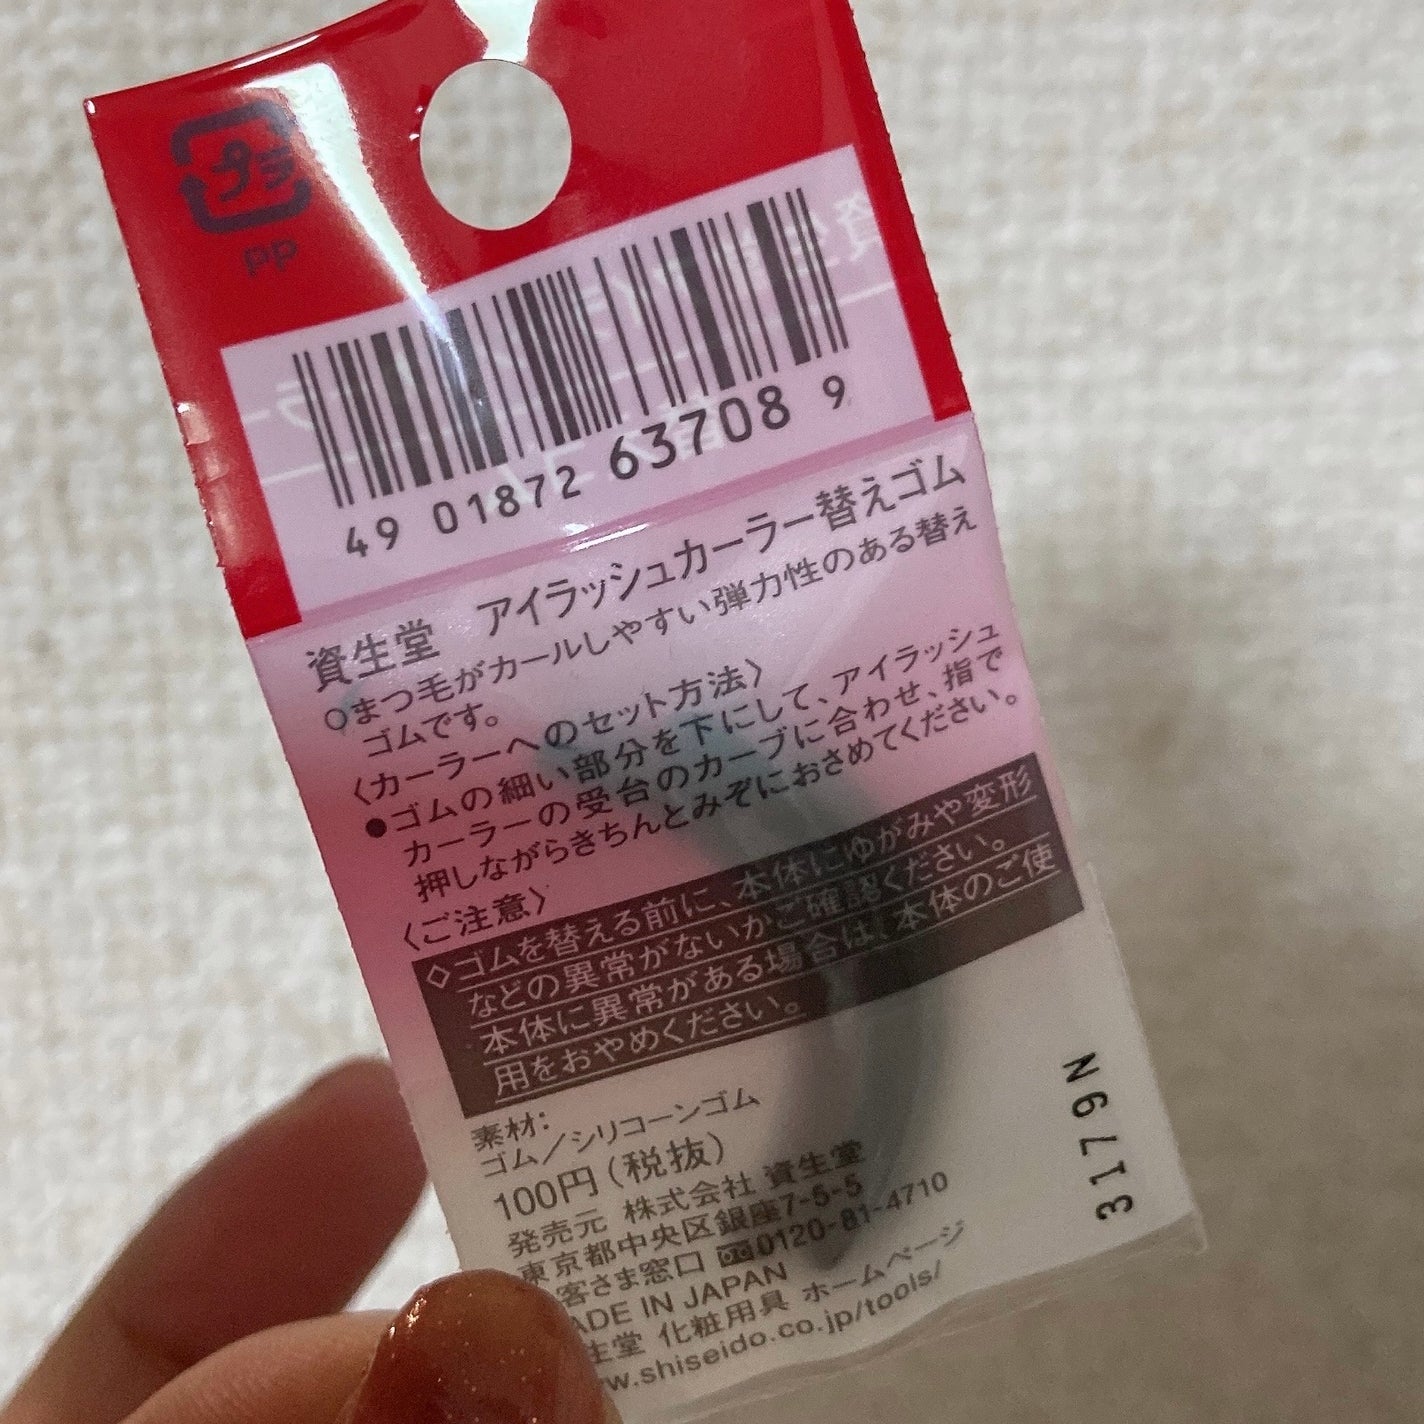 プラ
PP
49 01872 63708 9
資生堂 アイラッシュカーラー替えゴム
○まつ毛がカールしやすい弾力性のある替え
ゴムです。
〈カーラーへのセット方法〉
●ゴムの細い部分を下にして、アイラッシュ
カーラーの受台のカーブに合わせ、指で
押しながらきちんとみぞにおさめてください。
〈ご注意〉
◇ゴムを替える前に、本体にゆがみや変形
などの異常がないかご確認ください。
本体に異常がある場合は、本体のご使
用をおやめください。
素材:
ゴム/シリコーンゴム
100円(税抜)
発売元 株式会社 資生堂
東京都中央区銀座7-5-5
客さま窓口 0120-81-4710
ADE IN JAPAN
生堂 化粧用具 ホームページ
w.shiseido.co.jp/tools/
3179N